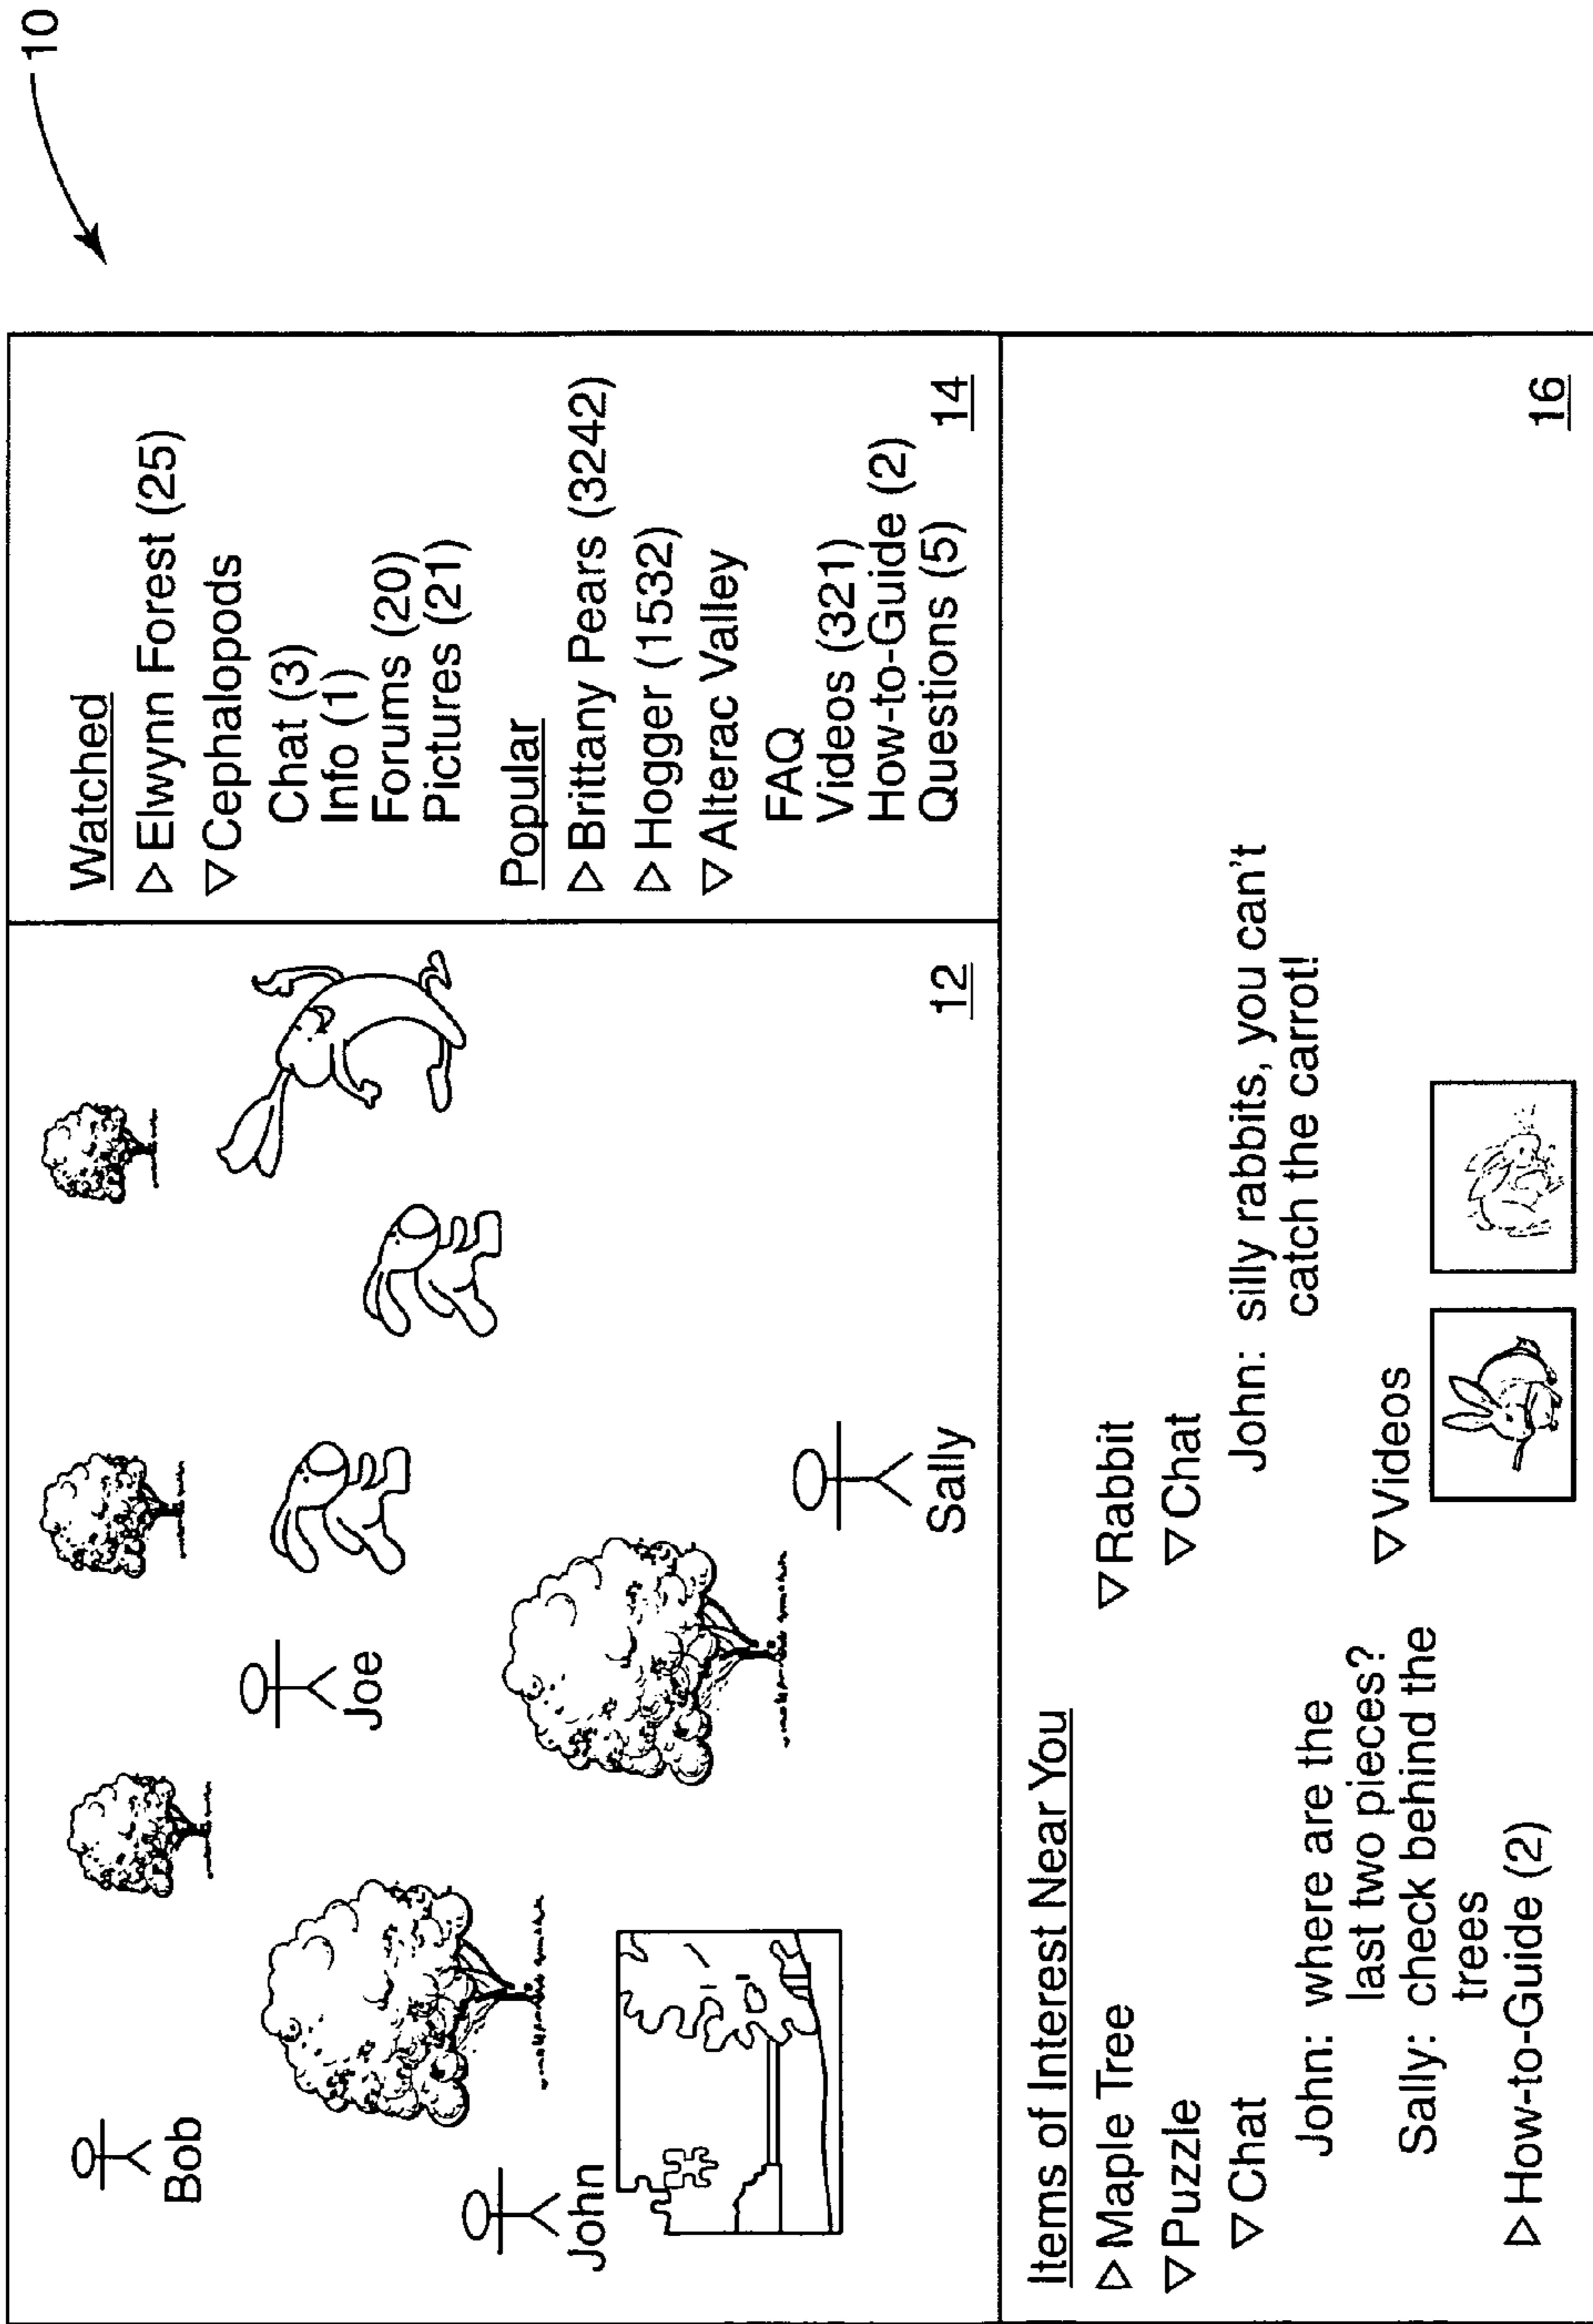 10
Bob
Joe
John
Sally
12
Watched
▷Elwynn Forest (25)
▽Cephalopods
Chat (3)
Info (1)
Forums (20)
Pictures (21)
Popular
▷Brittany Pears (3242)
▷Hogger (1532)
▽Alterac Valley
FAQ
Videos (321)
How-to-Guide (2)
Questions (5)
14
Items of Interest Near You
▷Maple Tree
▽Puzzle
▽Chat
John: where are the
last two pieces?
Sally: check behind the
trees
▷How-to-Guide (2)
▽Rabbit
▽Chat
John: silly rabbits, you can't
catch the carrot!
▽Videos
16